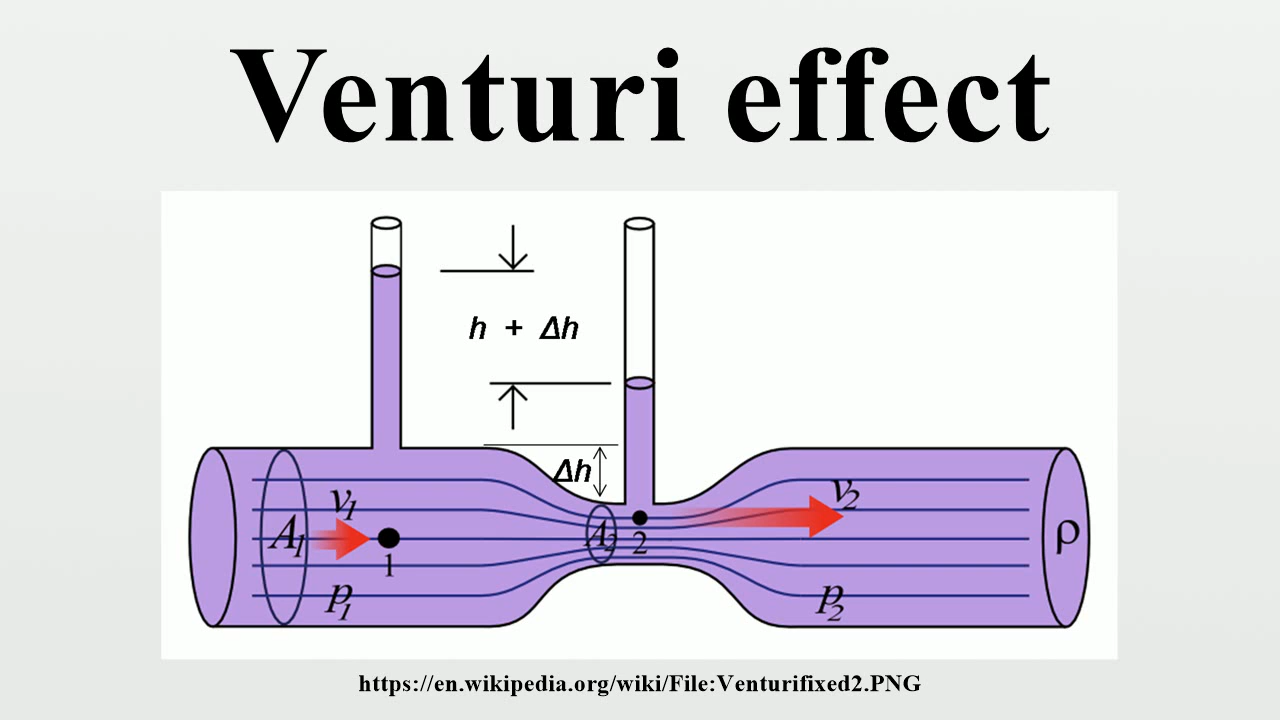 Venturi effect
h + Δh
Δh
v1
v2
A1
1
A2
2
ρ
p1
p2
https://en.wikipedia.org/wiki/File:Venturifixed2.PNG